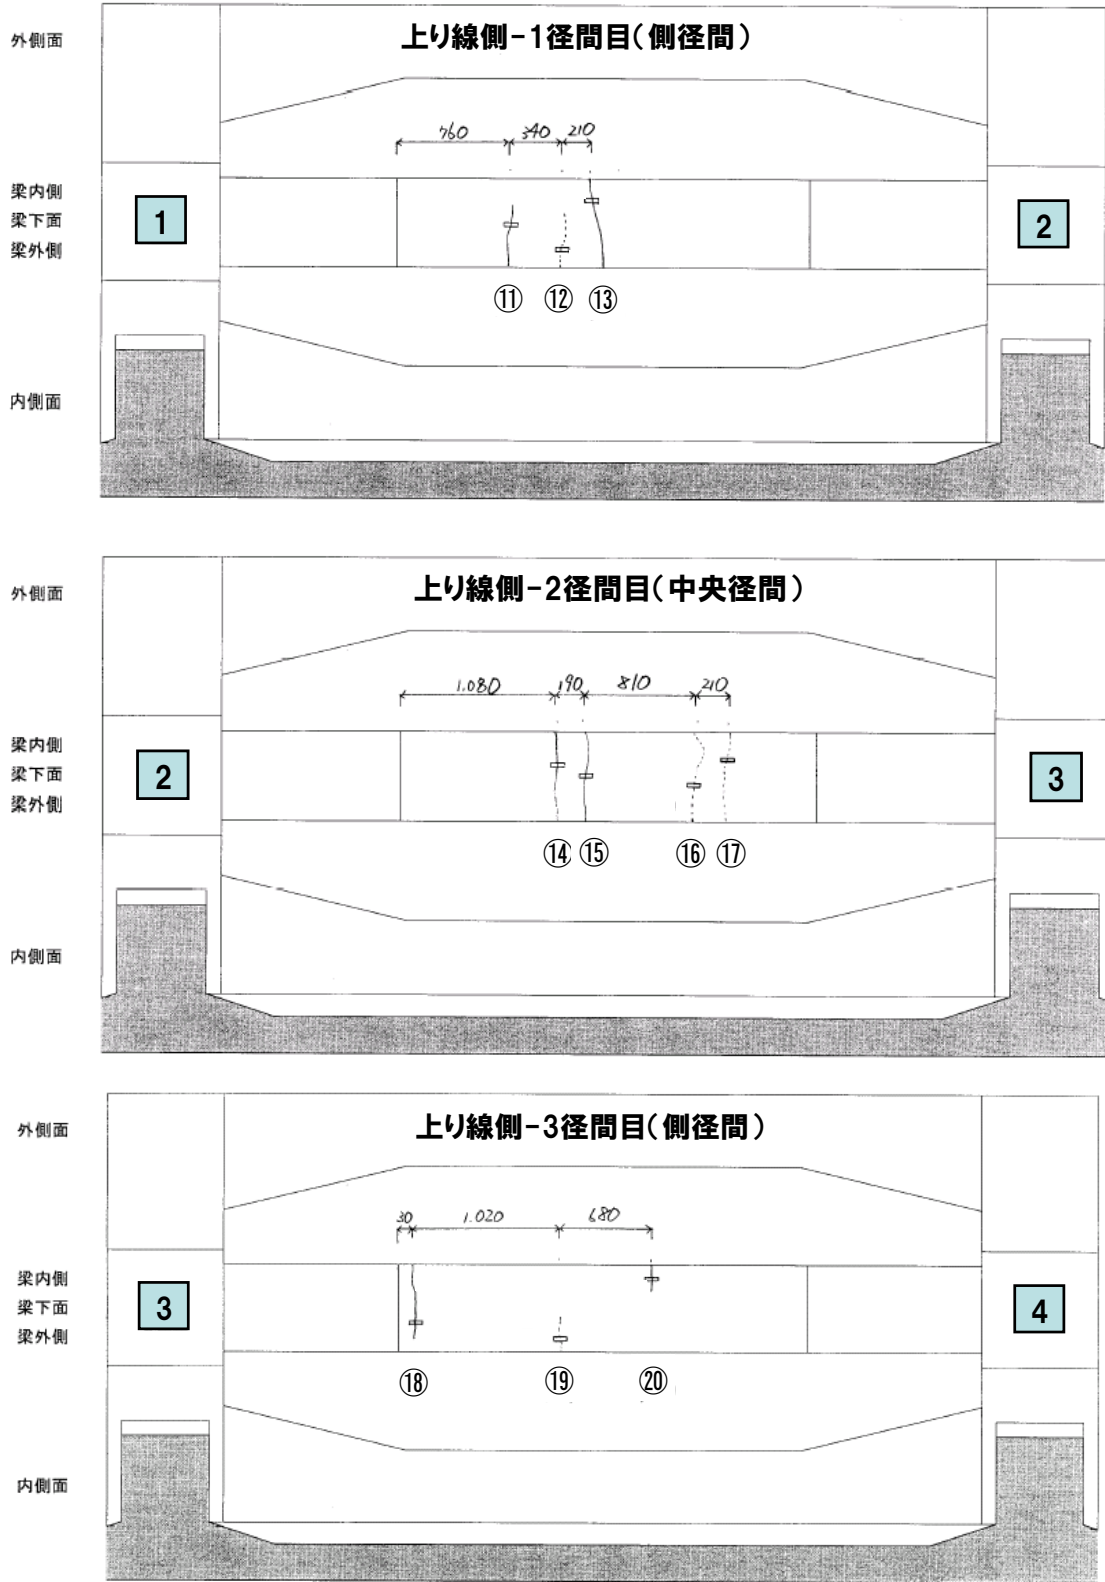 外側面
上り線側-1径間目(側径間)
760 340 210
梁内側
梁下面
梁外側
1
2
⑪ ⑫ ⑬
内側面
外側面
上り線側-2径間目(中央径間)
1.080 190 810 210
梁内側
梁下面
梁外側
2
3
⑭ ⑮ ⑯ ⑰
内側面
外側面
上り線側-3径間目(側径間)
30 1.020 680
梁内側
梁下面
梁外側
3
4
⑱ ⑲ ⑳
内側面